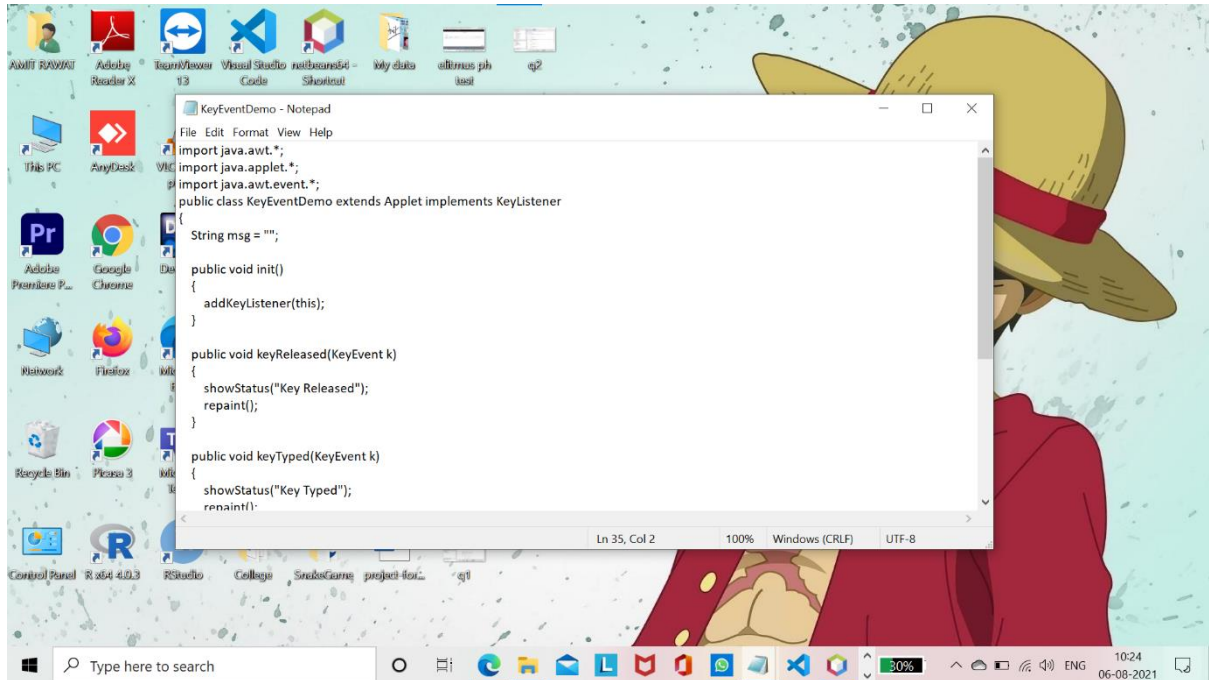 AMIT RAWAT
Adobe Reader X
TeamViewer 13
Visual Studio Code
netbeans64 - Shortcut
My data
elitmus ph test
q2
This PC
AnyDesk
VLC
Adobe Premiere P...
Google Chrome
Network
Firefox
Recycle Bin
Picasa 3
Control Panel
R x64 4.0.3
RStudio
College
SnakeGame
project-for...
q1
KeyEventDemo - Notepad
File Edit Format View Help
import java.awt.*;
import java.applet.*;
import java.awt.event.*;
public class KeyEventDemo extends Applet implements KeyListener
{
String msg = "";
public void init()
{
addKeyListener(this);
}
public void keyReleased(KeyEvent k)
{
showStatus("Key Released");
repaint();
}
public void keyTyped(KeyEvent k)
{
showStatus("Key Typed");
repaint();
Ln 35, Col 2
100%
Windows (CRLF)
UTF-8
Type here to search
30%
ENG
10:24
06-08-2021